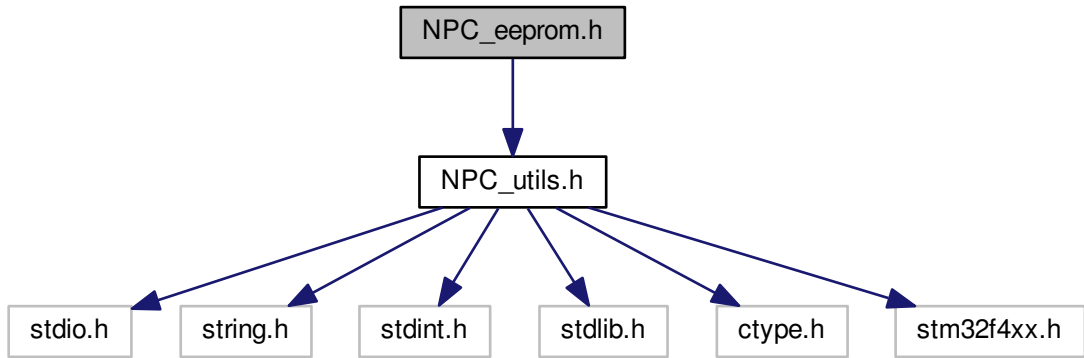 NPC_eeprom.h
NPC_utils.h
stdio.h
string.h
stdint.h
stdlib.h
ctype.h
stm32f4xx.h